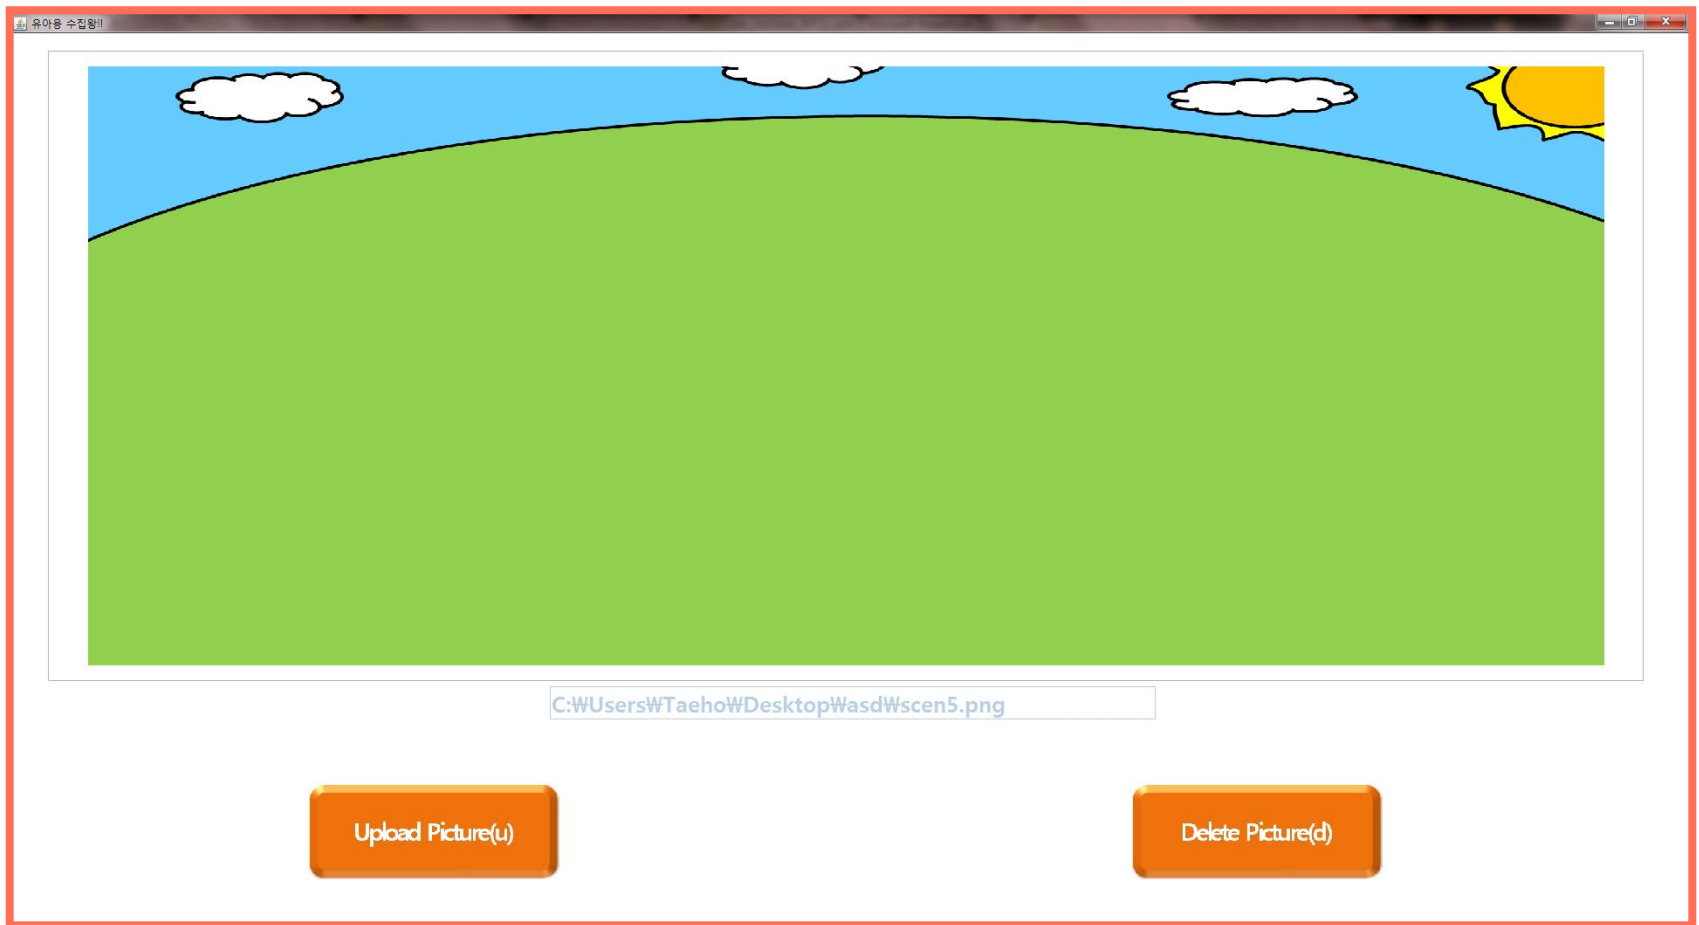 유아용 수집왕!!
C:₩Users₩Taeho₩Desktop₩asd₩scen5.png
Upload Picture(u)
Delete Picture(d)